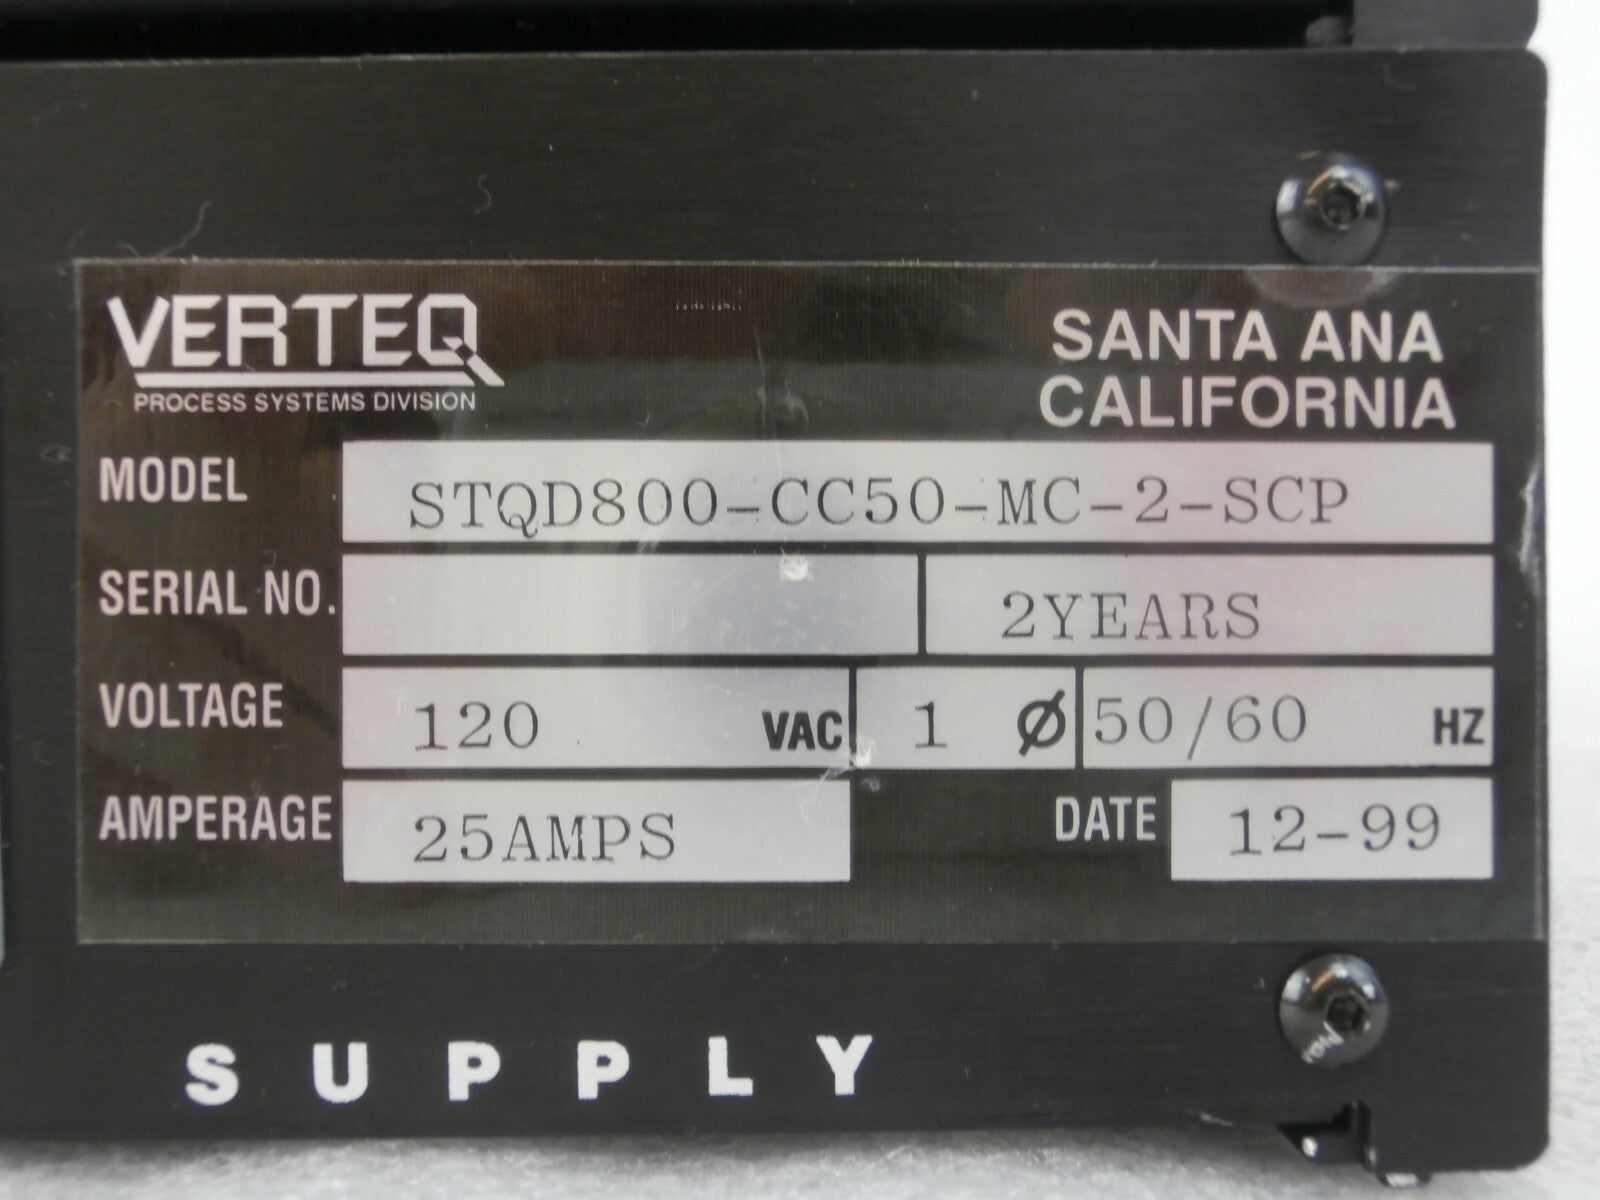 VERTEQ
PROCESS SYSTEMS DIVISION
SANTA ANA
CALIFORNIA
MODEL STQD800-CC50-MC-2-SCP
SERIAL NO. 2YEARS
VOLTAGE 120 VAC 1 Ø 50/60 HZ
AMPERAGE 25AMPS DATE 12-99
SUPPLY